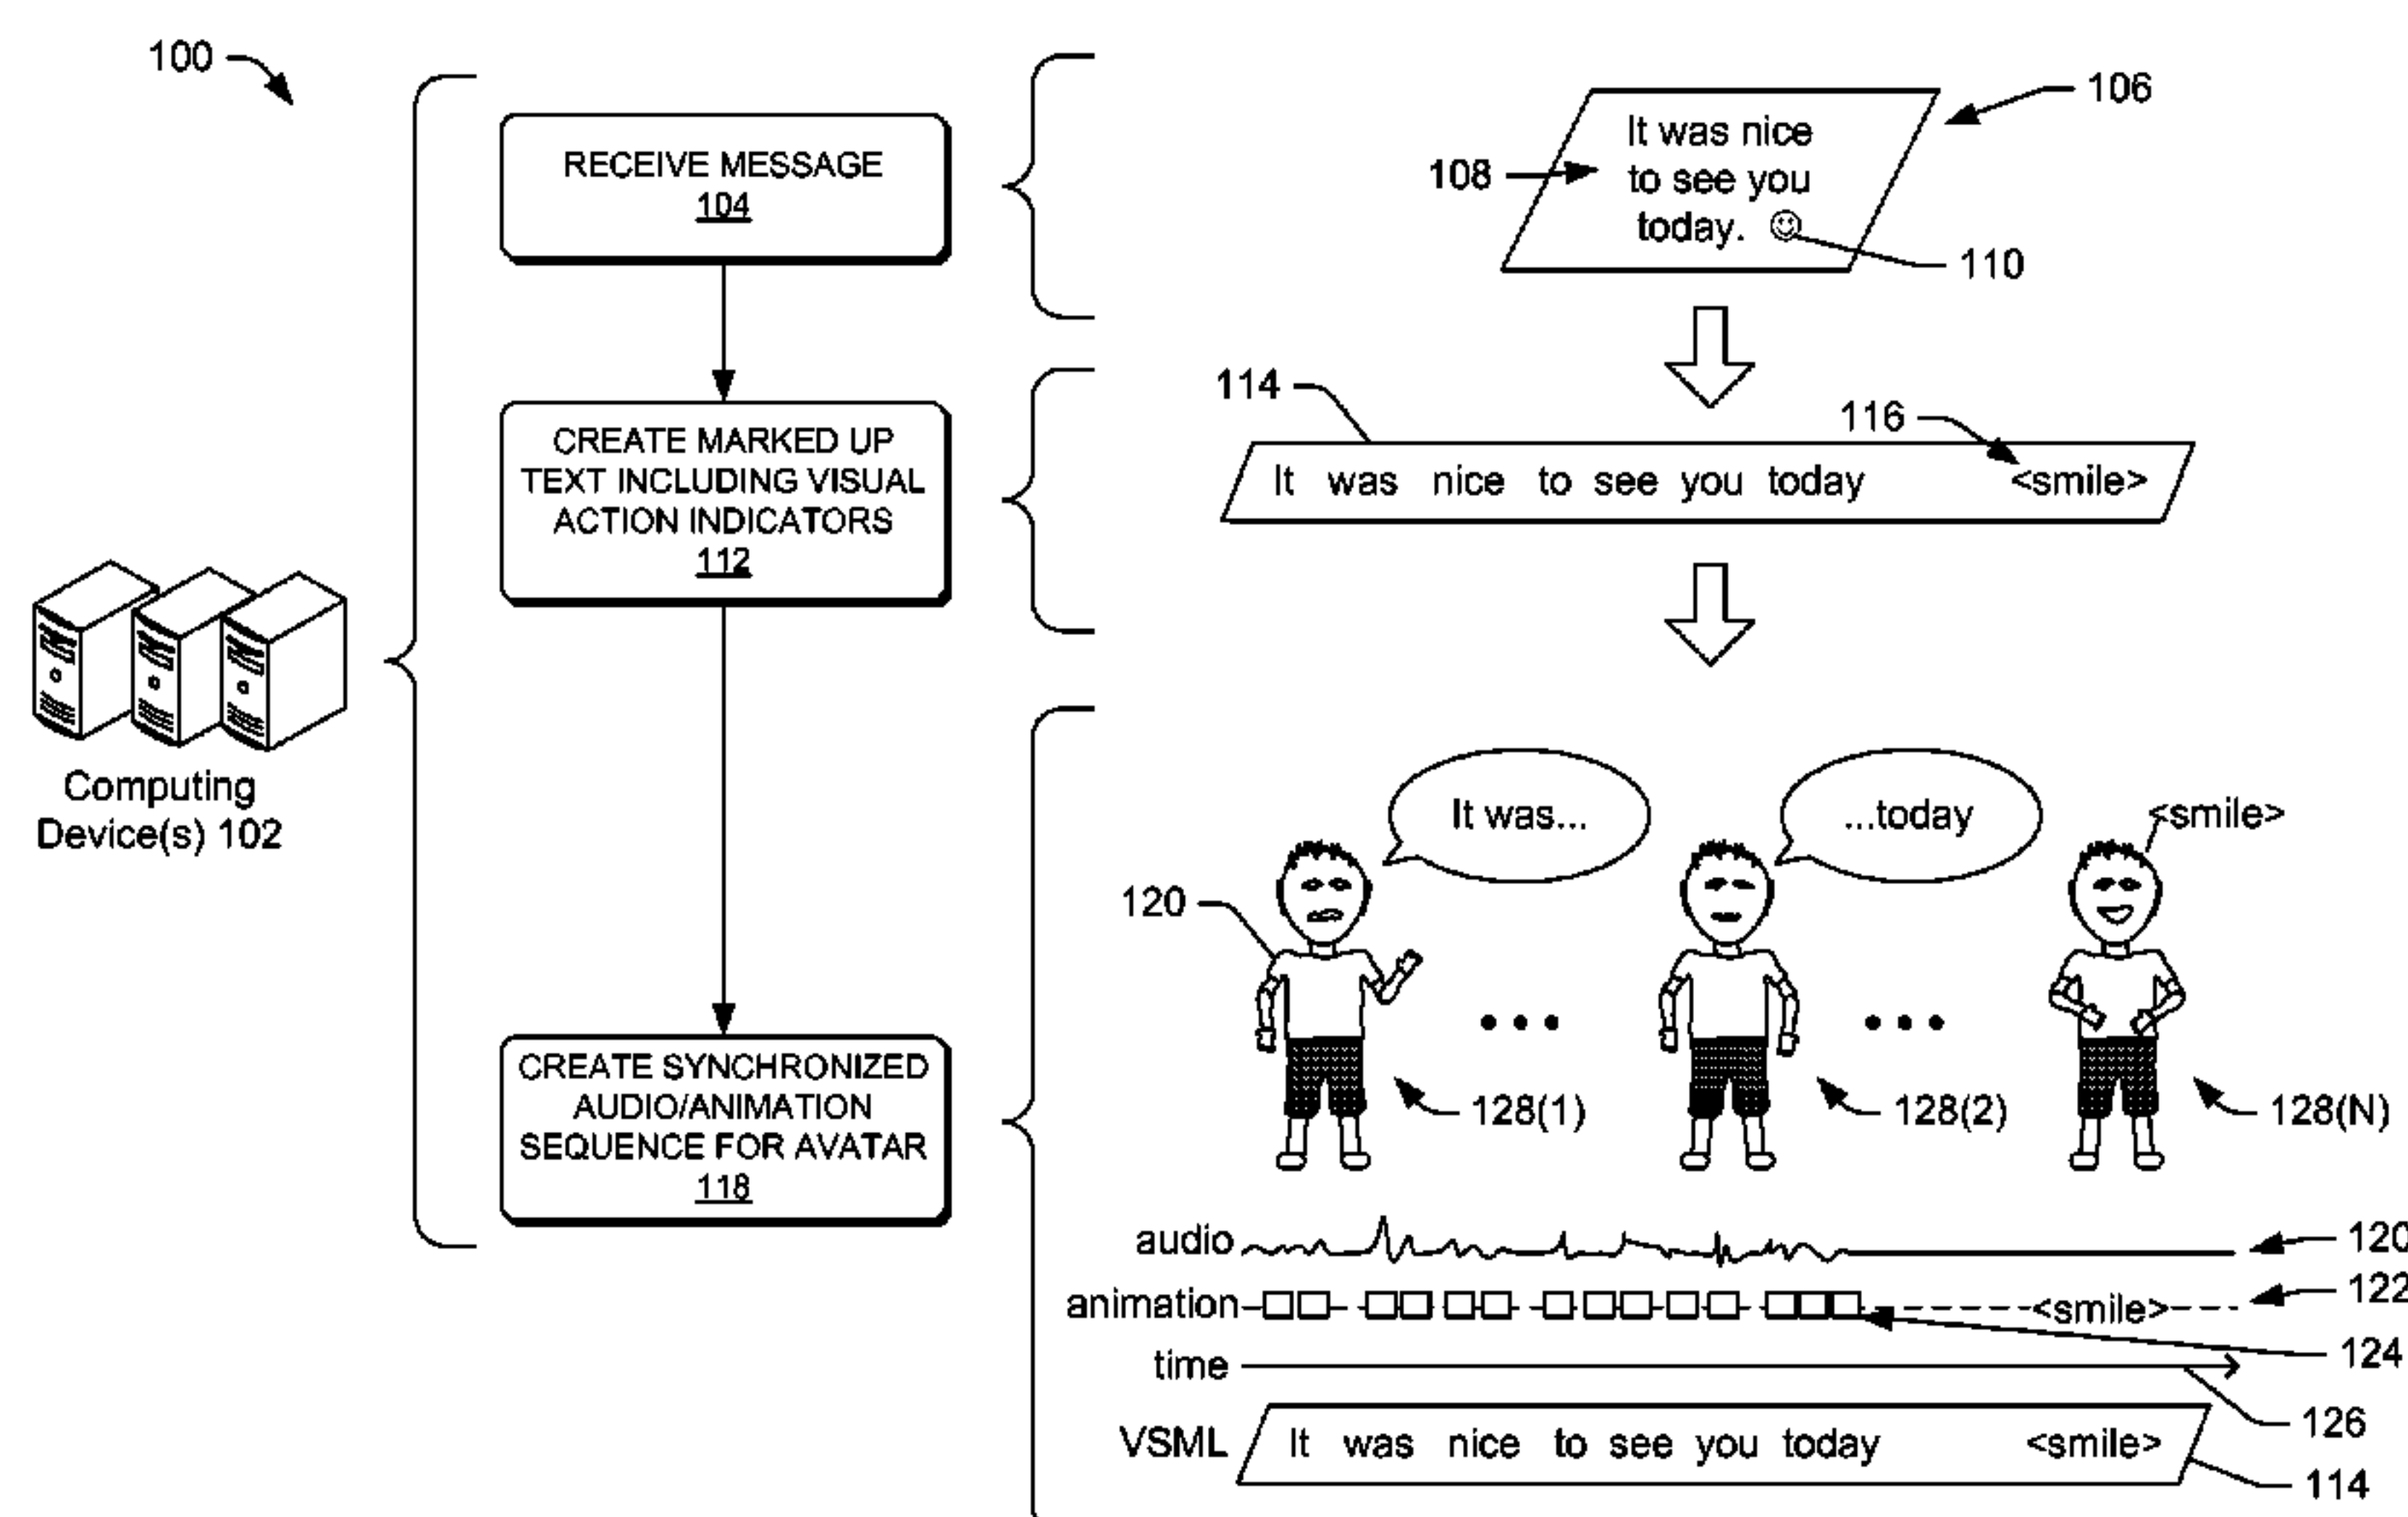 100
RECEIVE MESSAGE
104
It was nice
to see you
today. ☺
106
108
110
CREATE MARKED UP
TEXT INCLUDING VISUAL
ACTION INDICATORS
112
114
116
It was nice to see you today <smile>
Computing
Device(s) 102
CREATE SYNCHRONIZED
AUDIO/ANIMATION
SEQUENCE FOR AVATAR
118
It was...
...today
<smile>
120
128(1)
128(2)
128(N)
audio
120
animation
<smile>
122
124
time
126
VSML
It was nice to see you today <smile>
114